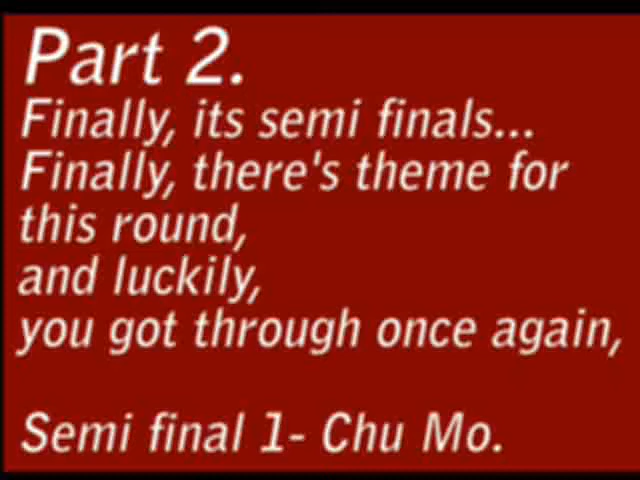 Part 2.
Finally, its semi finals...
Finally, there's theme for
this round,
and luckily,
you got through once again,
Semi final 1- Chu Mo.